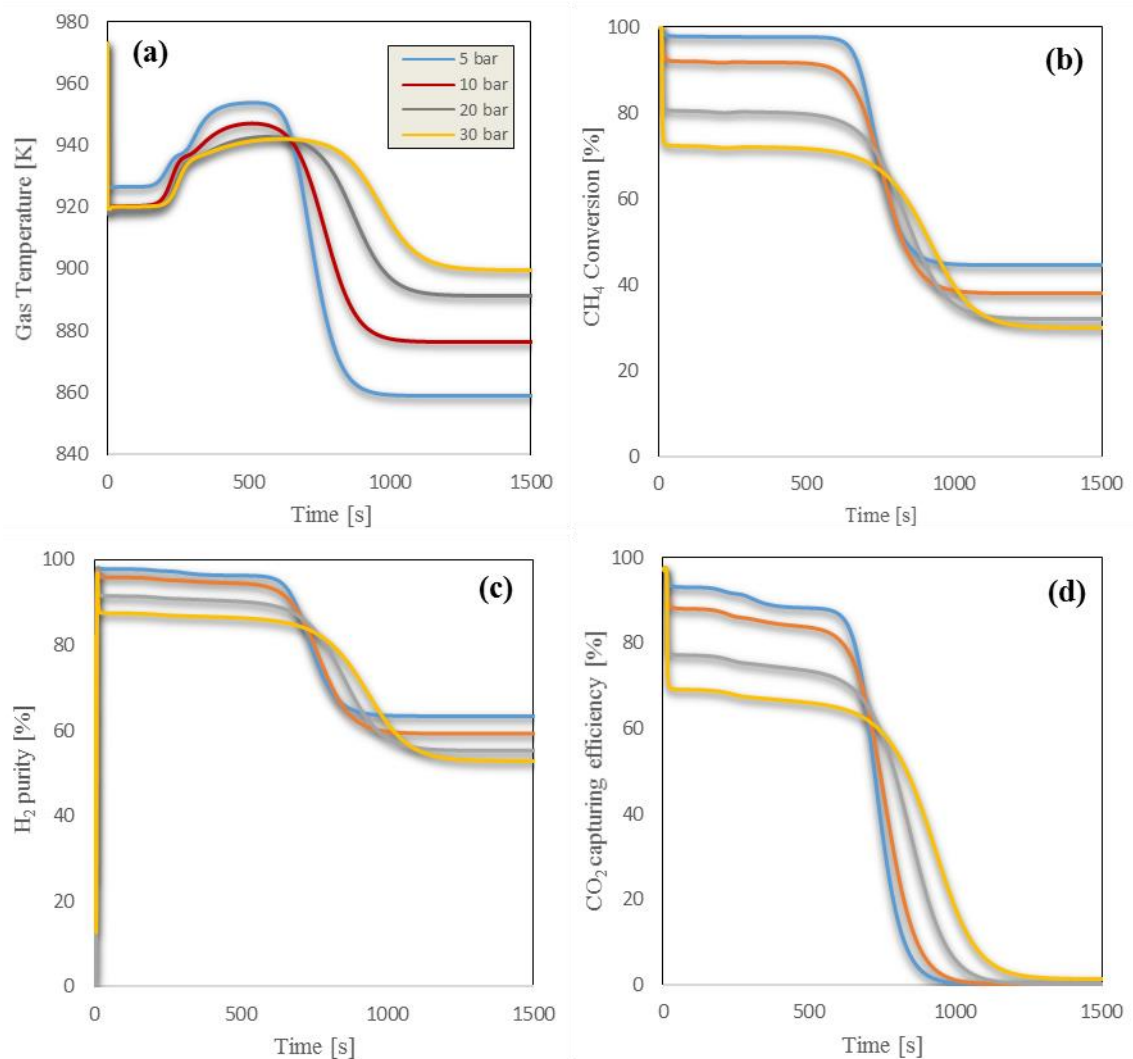 (a)
5 bar
10 bar
20 bar
30 bar
980
960
940
920
900
880
860
840
0
500
1000
1500
Gas Temperature [K]
Time [s]
(b)
100
80
60
40
20
0
0
500
1000
1500
CH₄ Conversion [%]
Time [s]
(c)
100
80
60
40
20
0
0
500
1000
1500
H₂ purity [%]
Time [s]
(d)
100
80
60
40
20
0
0
500
1000
1500
CO₂ capturing efficiency [%]
Time [s]